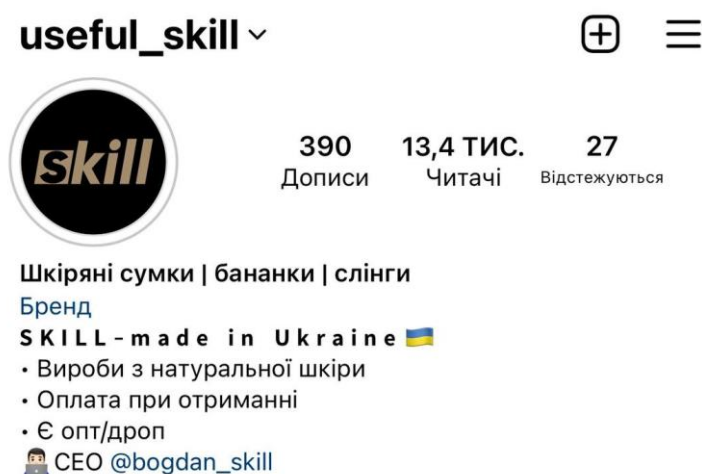 useful_skill
skill
390 13,4 ТИС. 27
Дописи Читачі Відстежуються
Шкіряні сумки | бананки | слінги
Бренд
SKILL-made in Ukraine🇺🇦
• Вироби з натуральної шкіри
• Оплата при отриманні
• Є опт/дроп
👨🏻‍💻CEO @bogdan_skill